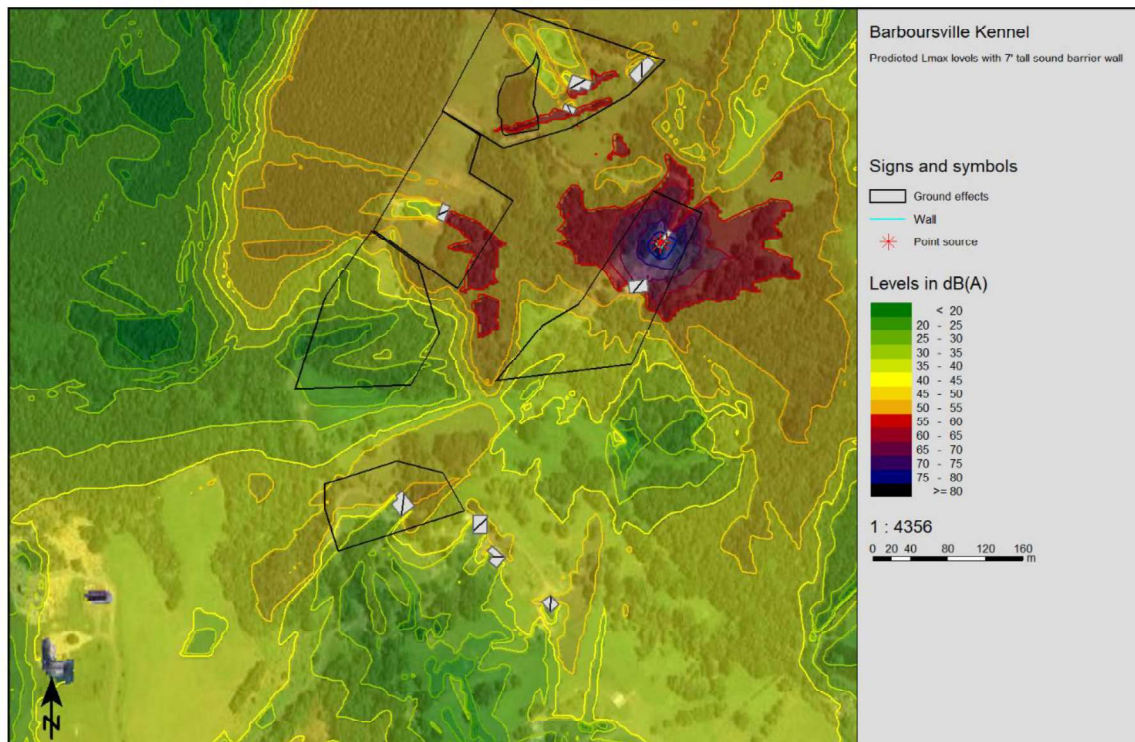 Barboursville Kennel
Predicted Lmax levels with 7' tall sound barrier wall
Signs and symbols
Ground effects
Wall
Point source
Levels in dB(A)
< 20
20 - 25
25 - 30
30 - 35
35 - 40
40 - 45
45 - 50
50 - 55
55 - 60
60 - 65
65 - 70
70 - 75
75 - 80
>= 80
1 : 4356
0 20 40 80 120 160
m
N